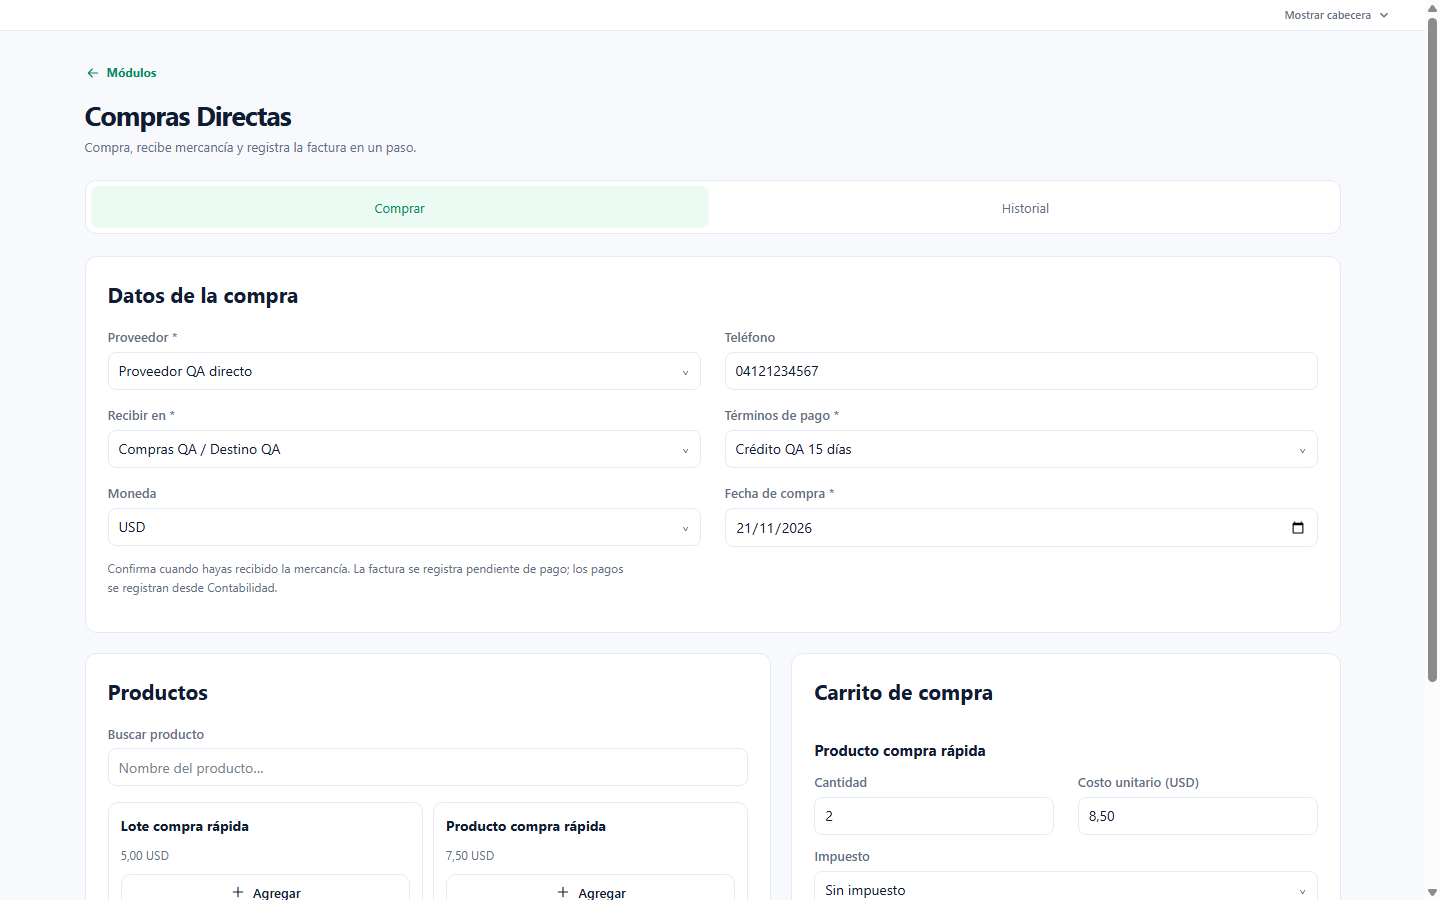 Mostrar cabecera
Módulos
Compras Directas
Compra, recibe mercancía y registra la factura en un paso.
Comprar
Historial
Datos de la compra
Proveedor *
Proveedor QA directo
Teléfono
04121234567
Recibir en *
Compras QA / Destino QA
Términos de pago *
Crédito QA 15 días
Moneda
USD
Fecha de compra *
21/11/2026
Confirma cuando hayas recibido la mercancía. La factura se registra pendiente de pago; los pagos
se registran desde Contabilidad.
Productos
Buscar producto
Nombre del producto...
Lote compra rápida
5,00 USD
Agregar
Producto compra rápida
7,50 USD
Agregar
Carrito de compra
Producto compra rápida
Cantidad
2
Costo unitario (USD)
8,50
Impuesto
Sin impuesto